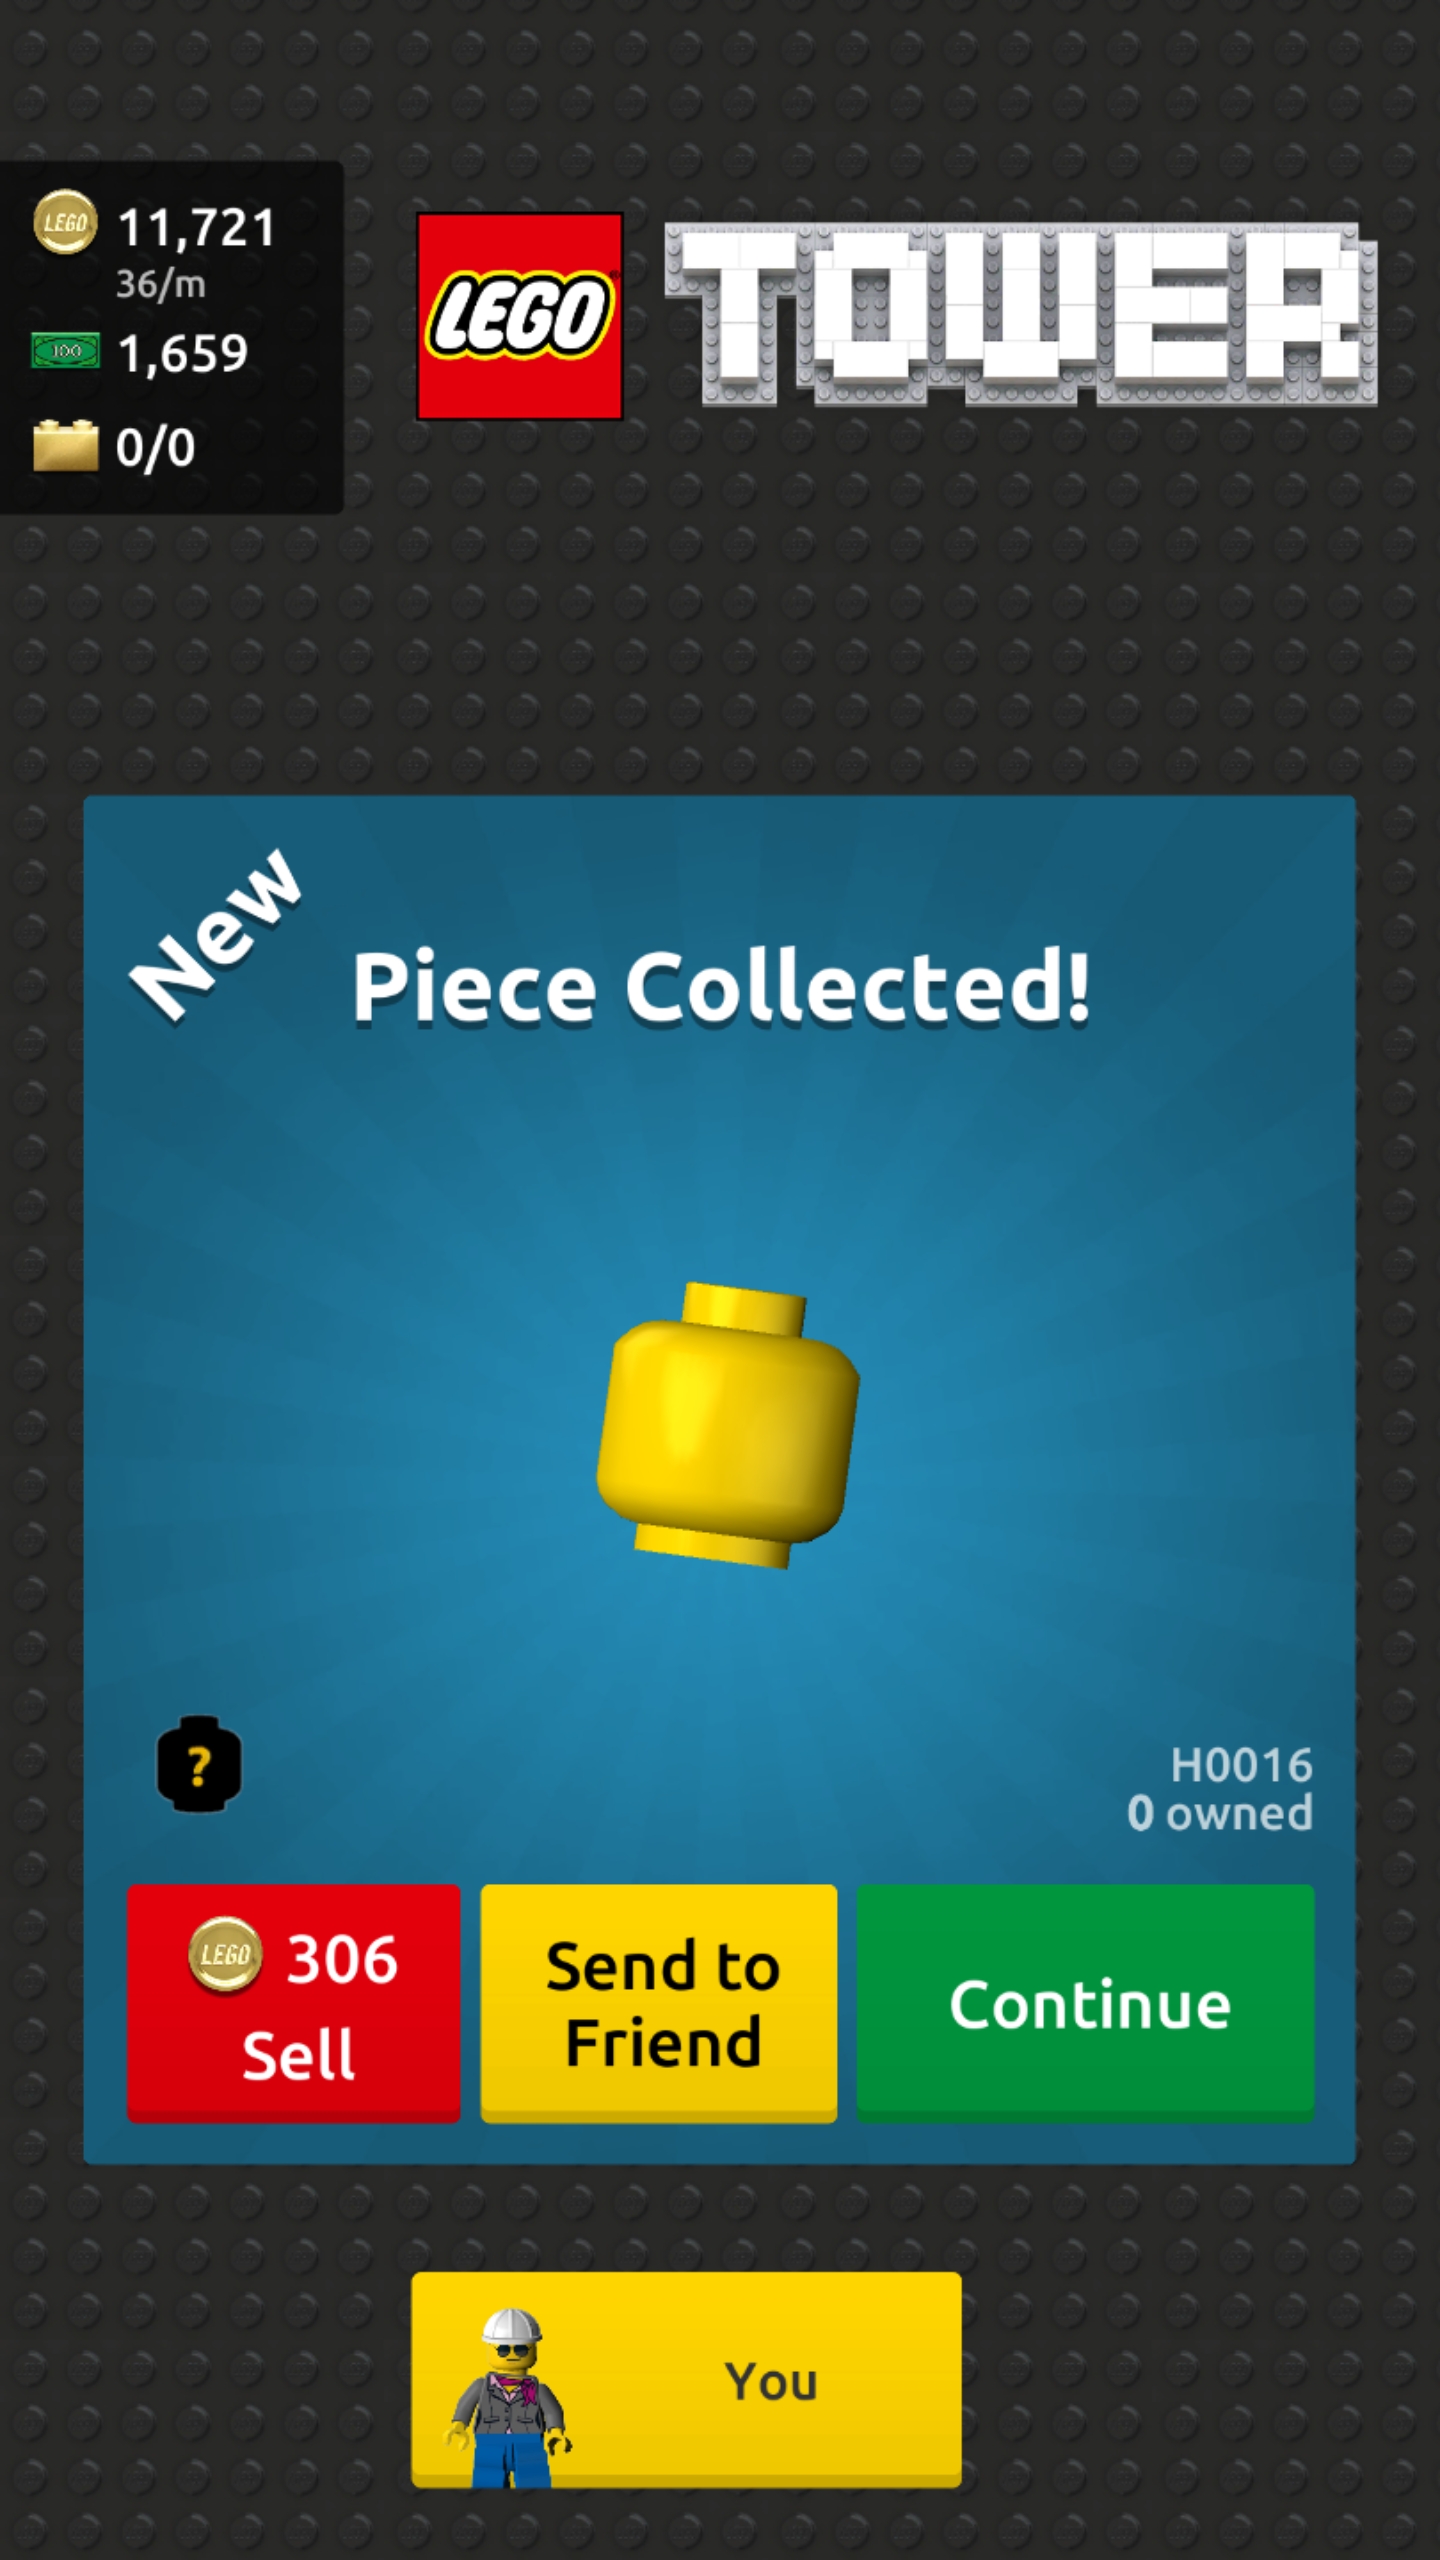 LEGO 11,721
36/m
100 1,659
0/0
LEGO ®
TOWER
New
Piece Collected!
?
H0016
0 owned
LEGO 306
Sell
Send to
Friend
Continue
You